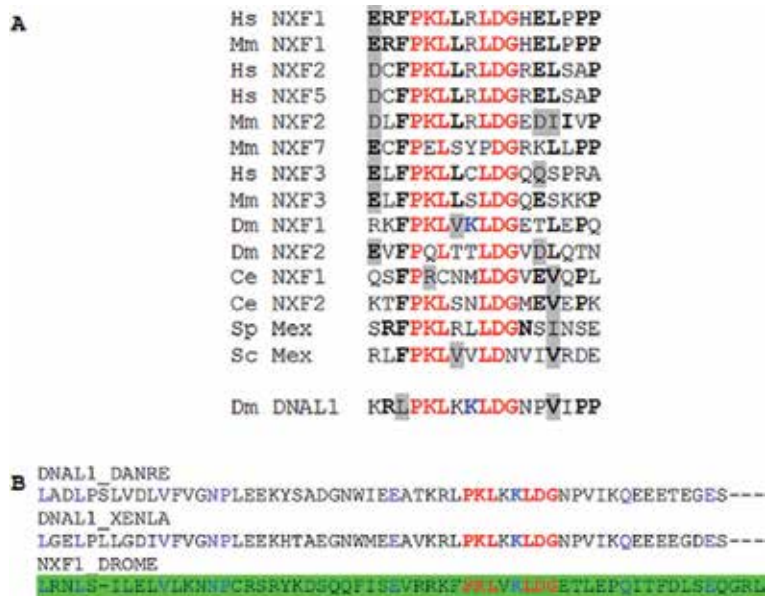 A
Hs NXF1 ERFPKLLRLDGHELPPP
Mm NXF1 ERFPKLLRLDGHELPPP
Hs NXF2 DCFPKLLRLDGRELSAP
Hs NXF5 DCFPKLLRLDGRELSAP
Mm NXF2 DLFPKLLRLDGEDIIVP
Mm NXF7 ECFPELSYPDGRKLLPP
Hs NXF3 ELFPKLLCLDGQQSPRA
Mm NXF3 ELFPKLLSLDGQESKKP
Dm NXF1 RKFPKLVKLDGETLEPQ
Dm NXF2 EVFPQLTTLDGVDLQTN
Ce NXF1 QSFPRCNMLDGVEVQPL
Ce NXF2 KTFPKLSNLDGMEVEPK
Sp Mex SRFPKLRLLDGNSINSE
Sc Mex RLFPKLVVLDNVIVRDE
Dm DNAL1 KRLPKLKKLDGNPVIPP
B
DNAL1_DANRE
LADLPSLVDLVFVGNPLEEKYSADGNWIEEATKRLPKLKKLDGNPVIKQEEETEGES----
DNAL1_XENLA
LGELPLLGDIVFVGNPLEEKHTAEGNWMEEAVKRLPKLKKLDGNPVIKQEEEEGDES----
NXF1_DROME
LRNLS-ILELVLKNNPCRSRYKDSQQFISEVRRKFPKLVKLDGETLEPQITFDLSEQGRL